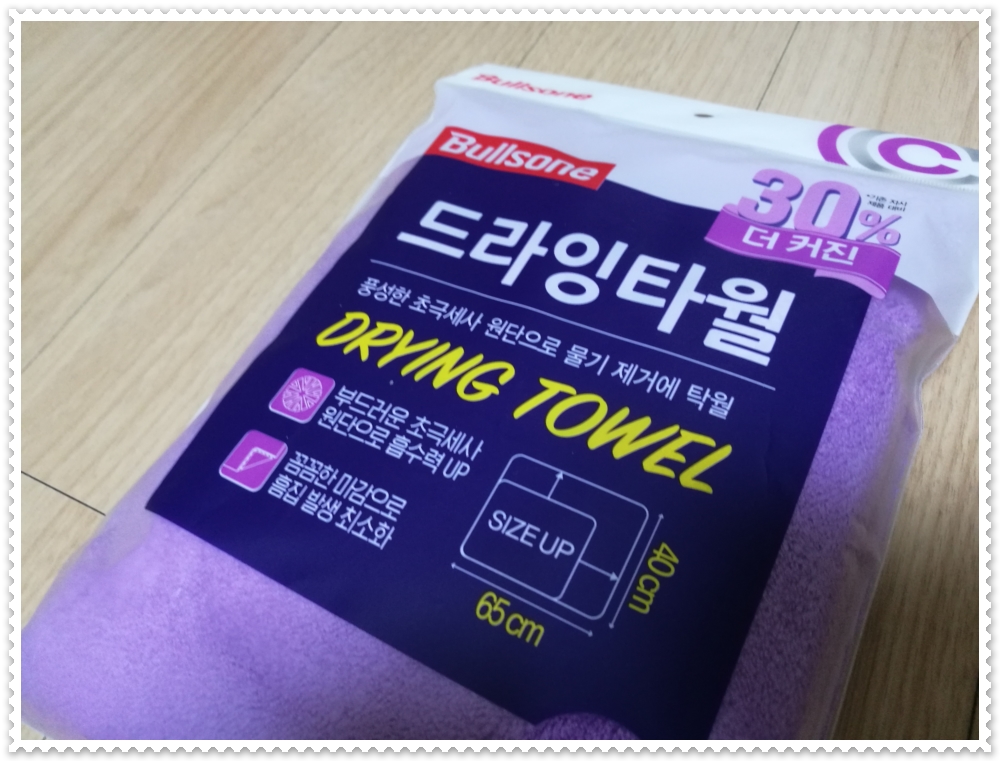 Bullsone
C
Bullsone
30%
더 커진
드라잉타월
풍성한 초극세사 원단으로 물기 제거에 탁월
DRYING TOWEL
부드러운 초극세사
원단으로 흡수력 UP
꼼꼼한 마감으로
흠집 발생 최소화
SIZE UP
40cm
65cm